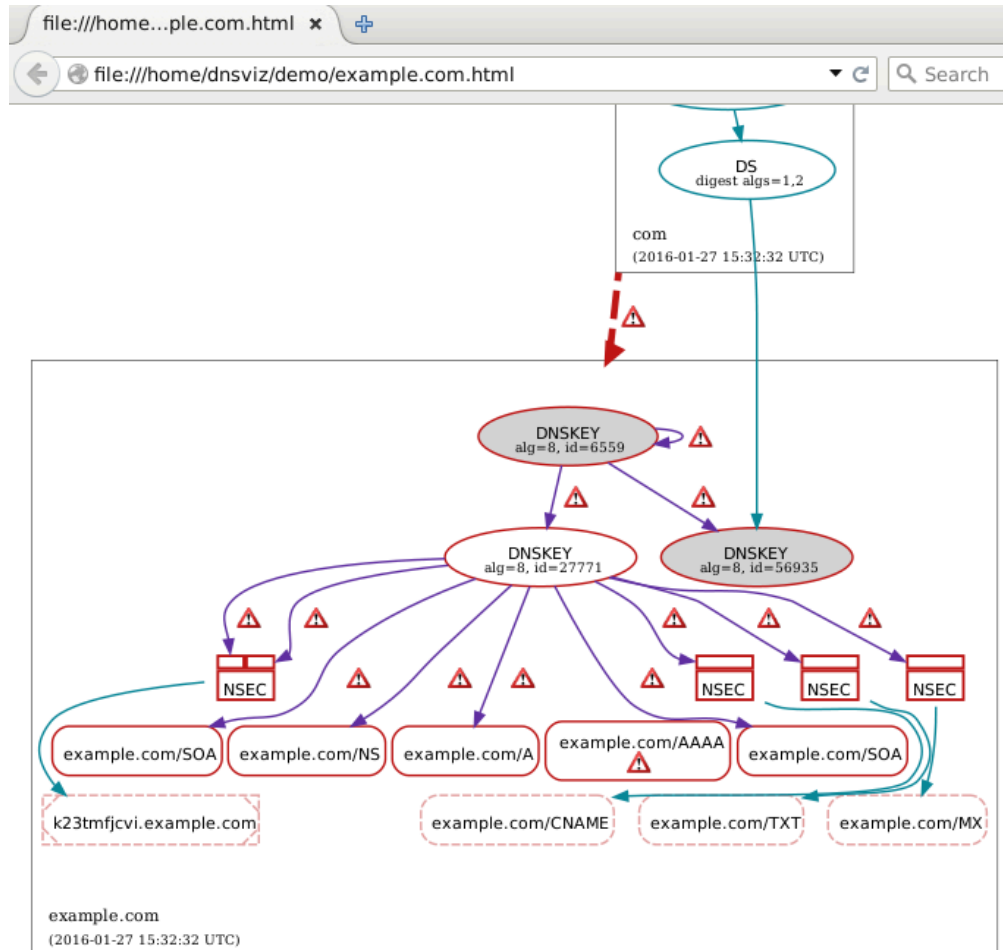 file:///home...ple.com.html
file:///home/dnsviz/demo/example.com.html
Search
DS
digest algs=1,2
com
(2016-01-27 15:32:32 UTC)
DNSKEY
alg=8, id=6559
DNSKEY
alg=8, id=27771
DNSKEY
alg=8, id=56935
NSEC
NSEC
NSEC
NSEC
example.com/SOA
example.com/NS
example.com/A
example.com/AAAA
example.com/SOA
k23tmfjcvi.example.com
example.com/CNAME
example.com/TXT
example.com/MX
example.com
(2016-01-27 15:32:32 UTC)